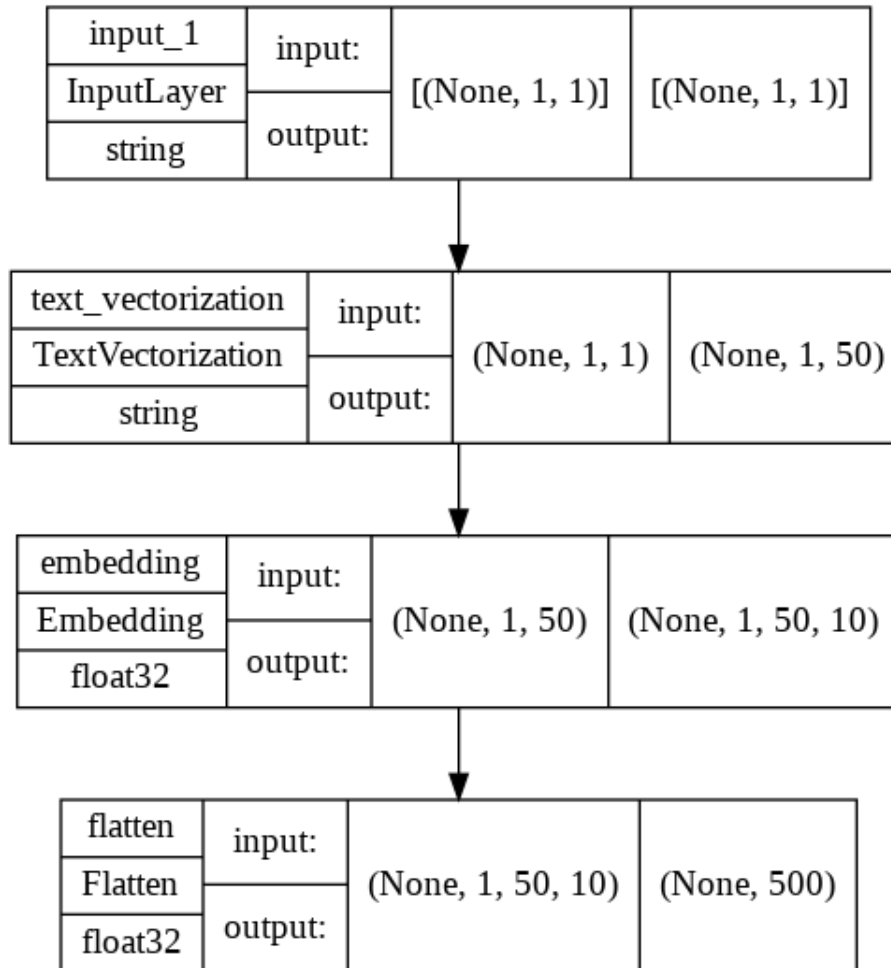 input_1
InputLayer
string
input:
output:
[(None, 1, 1)]
[(None, 1, 1)]
text_vectorization
TextVectorization
string
input:
output:
(None, 1, 1)
(None, 1, 50)
embedding
Embedding
float32
input:
output:
(None, 1, 50)
(None, 1, 50, 10)
flatten
Flatten
float32
input:
output:
(None, 1, 50, 10)
(None, 500)